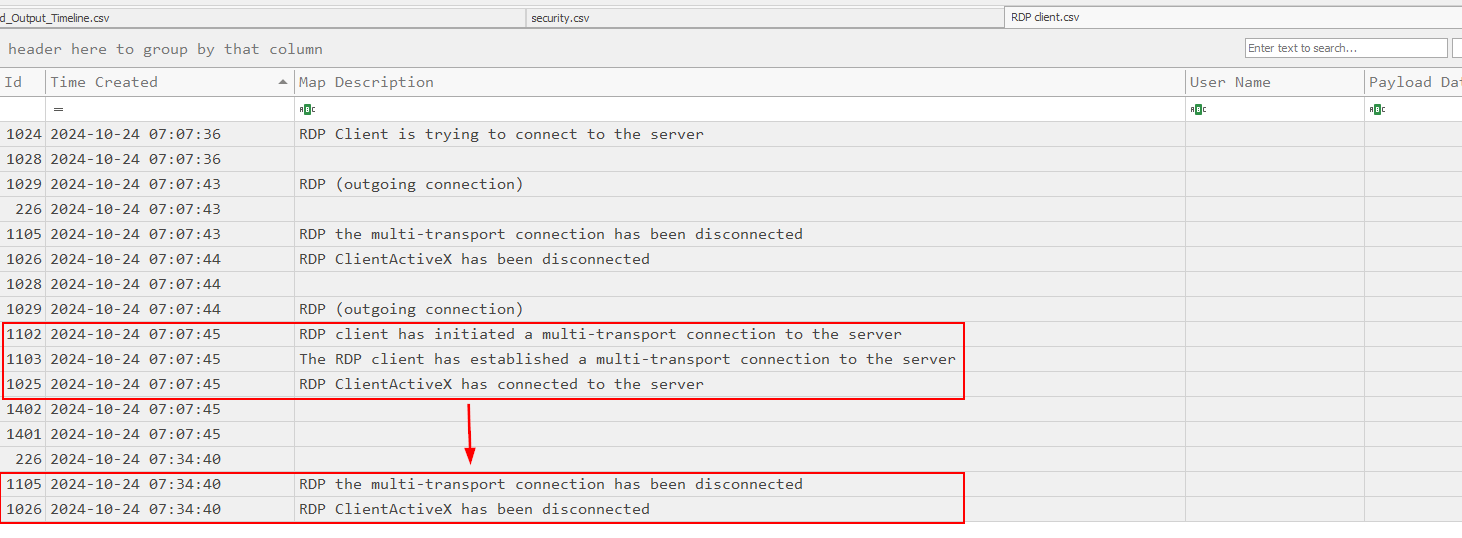 d_Output_Timeline.csv security.csv RDP client.csv
header here to group by that column Enter text to search...
Id Time Created Map Description User Name Payload Dat
= ABC ABC ABC
1024 2024-10-24 07:07:36 RDP Client is trying to connect to the server
1028 2024-10-24 07:07:36
1029 2024-10-24 07:07:43 RDP (outgoing connection)
226 2024-10-24 07:07:43
1105 2024-10-24 07:07:43 RDP the multi-transport connection has been disconnected
1026 2024-10-24 07:07:44 RDP ClientActiveX has been disconnected
1028 2024-10-24 07:07:44
1029 2024-10-24 07:07:44 RDP (outgoing connection)
1102 2024-10-24 07:07:45 RDP client has initiated a multi-transport connection to the server
1103 2024-10-24 07:07:45 The RDP client has established a multi-transport connection to the server
1025 2024-10-24 07:07:45 RDP ClientActiveX has connected to the server
1402 2024-10-24 07:07:45
1401 2024-10-24 07:07:45
226 2024-10-24 07:34:40
1105 2024-10-24 07:34:40 RDP the multi-transport connection has been disconnected
1026 2024-10-24 07:34:40 RDP ClientActiveX has been disconnected